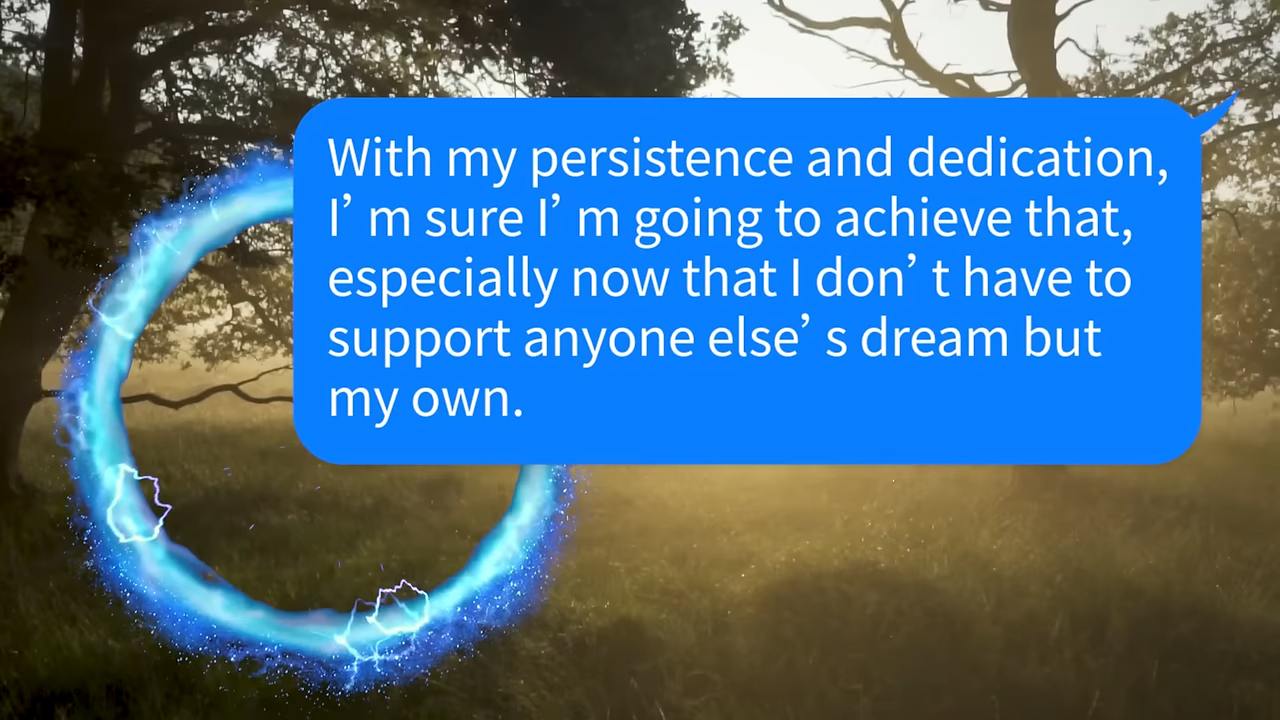 With my persistence and dedication,
I’ m sure I’ m going to achieve that,
especially now that I don’ t have to
support anyone else’ s dream but
my own.